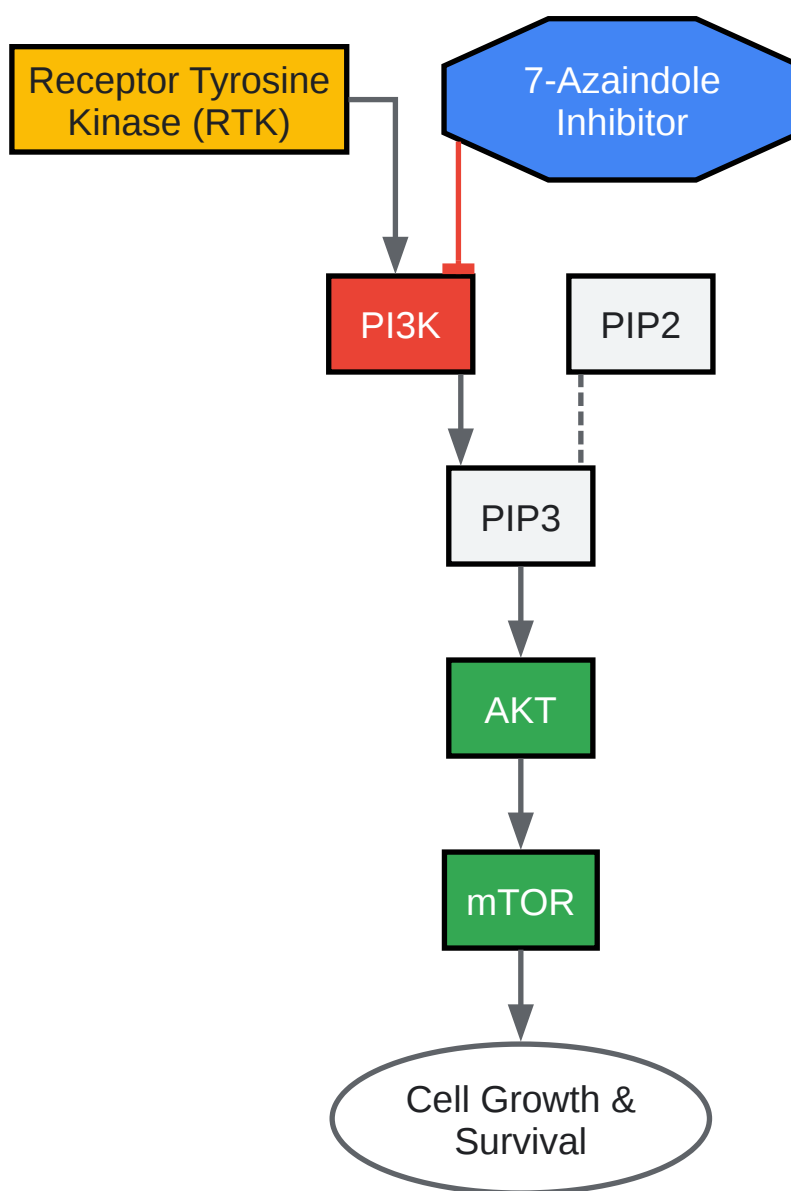 Receptor Tyrosine
Kinase (RTK)
7-Azaindole
Inhibitor
PI3K
PIP2
PIP3
AKT
mTOR
Cell Growth &
Survival